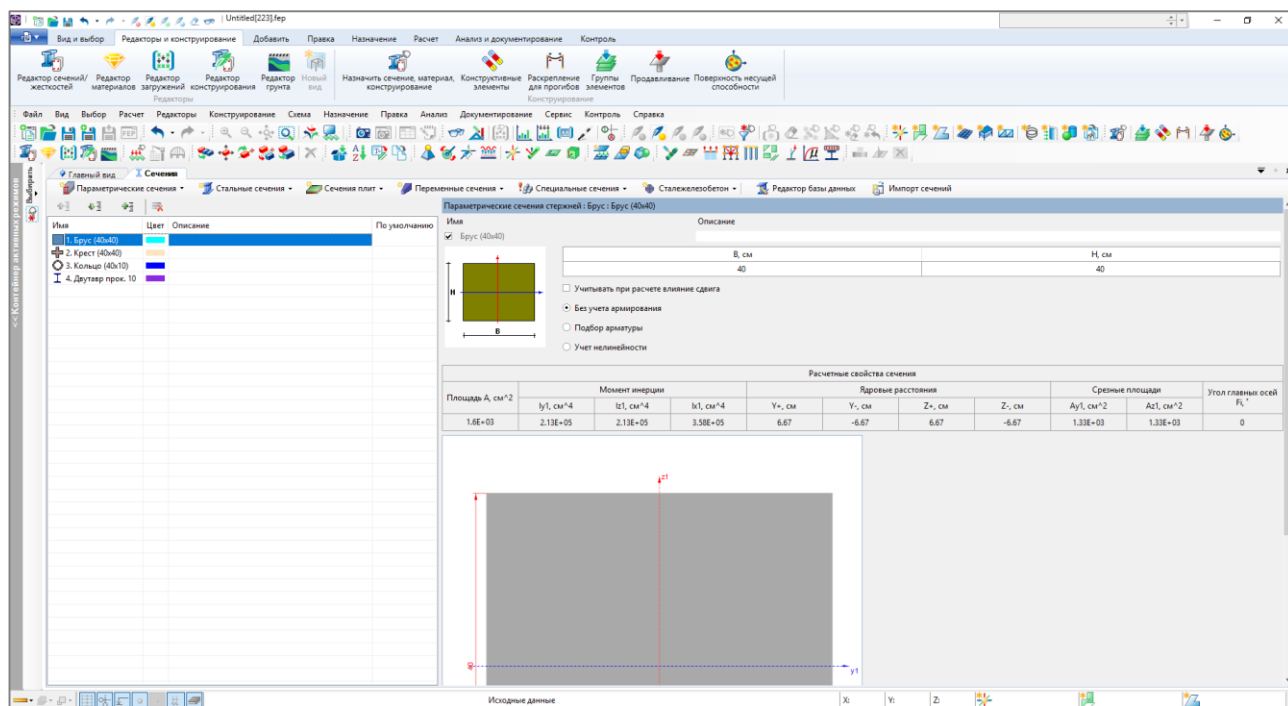 Untitled[223].fep
Вид и выбор Редакторы и конструирование Добавить Правка Назначение Расчет Анализ и документирование Контроль
Редактор сечений/жесткостей Редактор материалов Редактор загружений Редактор конструирования Редактор грунта Новый вид Назначить сечение, материал, конструирование Конструктивные элементы Раскрепление для прогибов Группы элементов Продавливание Поверхность несущей способности
Редакторы Конструирование
Файл Вид Выбор Расчет Редакторы Конструирование Схема Назначение Правка Анализ Документирование Сервис Контроль Справка
Главный вид Сечения
Параметрические сечения Стальные сечения Сечения плит Переменные сечения Специальные сечения Сталежелезобетон Редактор базы данных Импорт сечений
<< Контейнер активных режимов
Выбирать
Имя Цвет Описание По умолчанию
1. Брус (40x40)
2. Крест (40x40)
3. Кольцо (40x10)
4. Двутавр прок. 10
Параметрические сечения стержней : Брус : Брус (40x40)
Имя Описание
Брус (40x40)
H
B
B, см H, см
40 40
Учитывать при расчете влияние сдвига
Без учета армирования
Подбор арматуры
Учет нелинейности
Расчетные свойства сечения
Площадь A, см^2 Момент инерции Ядровые расстояния Срезные площади Угол главных осей Fi, °
Iy1, см^4 Iz1, см^4 Ix1, см^4 Y+, см Y-, см Z+, см Z-, см Ay1, см^2 Az1, см^2
1.6E+03 2.13E+05 2.13E+05 3.58E+05 6.67 -6.67 6.67 -6.67 1.33E+03 1.33E+03 0
z1
40
y1
Исходные данные X: Y: Z: